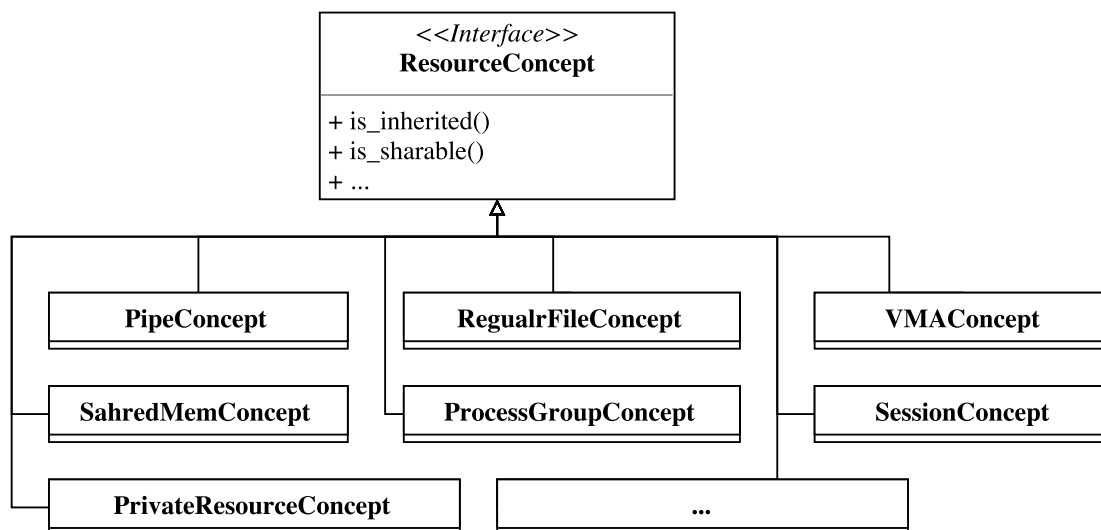 <<Interface>>
ResourceConcept
+ is_inherited()
+ is_sharable()
+ ...
PipeConcept
RegualrFileConcept
VMAConcept
SahredMemConcept
ProcessGroupConcept
SessionConcept
PrivateResourceConcept
...